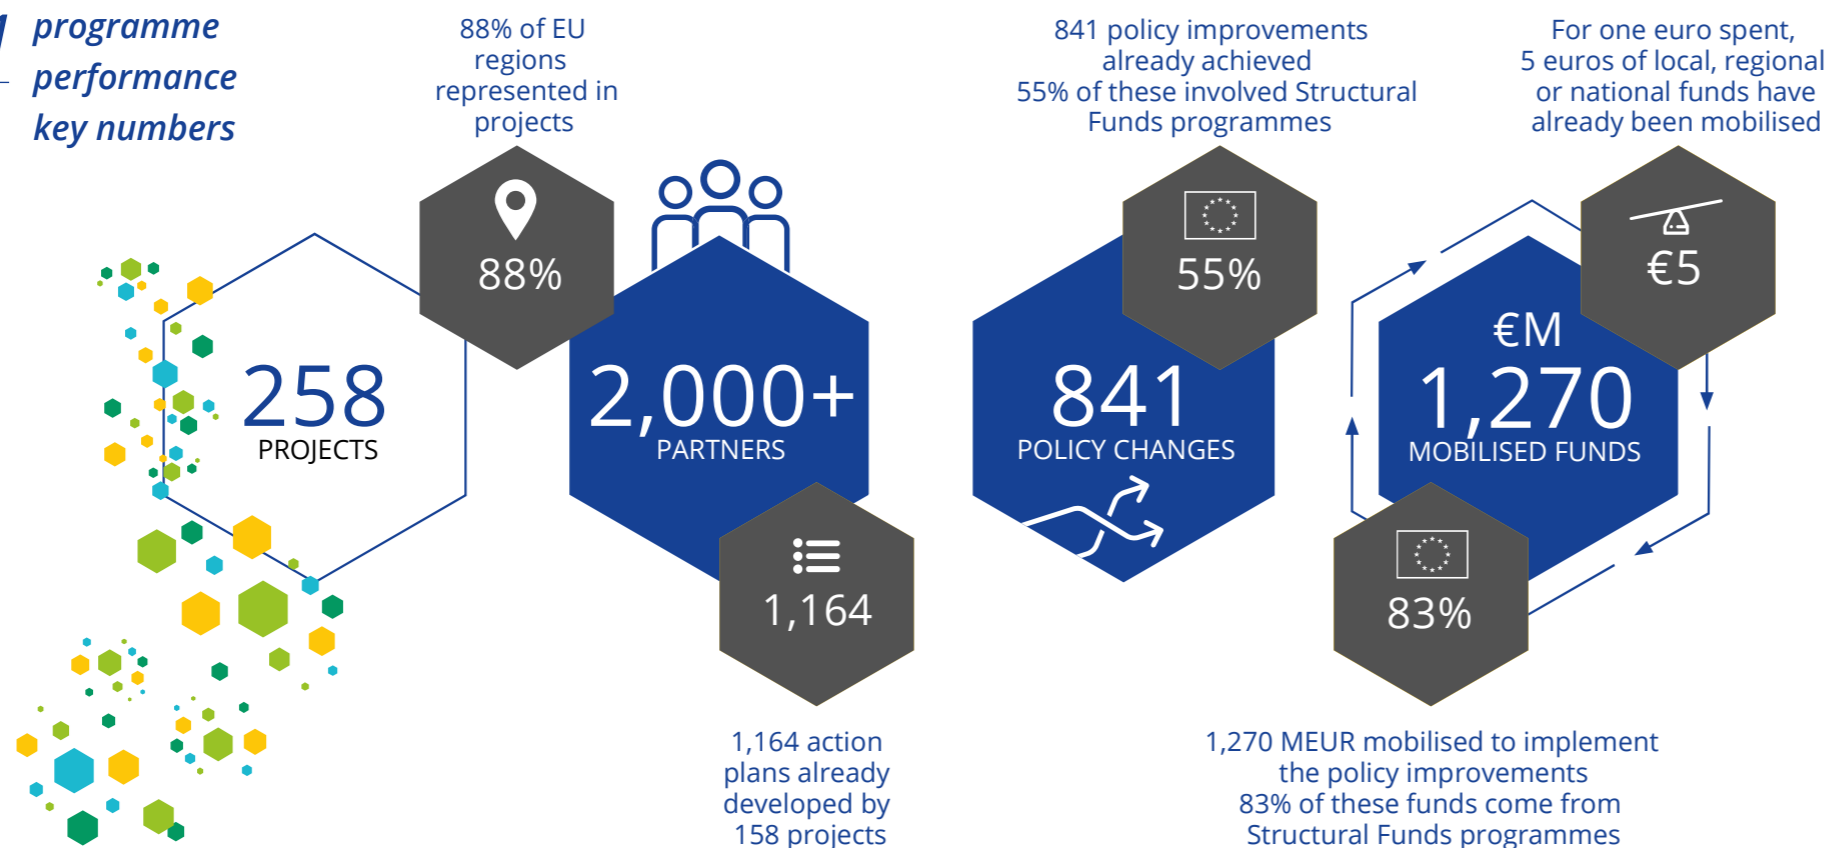 programme
performance
key numbers
88% of EU
regions
represented in
projects
841 policy improvements
already achieved
55% of these involved Structural
Funds programmes
For one euro spent,
5 euros of local, regional
or national funds have
already been mobilised
88%
55%
€5
258
PROJECTS
2,000+
PARTNERS
841
POLICY CHANGES
€M
1,270
MOBILISED FUNDS
1,164
83%
1,164 action
plans already
developed by
158 projects
1,270 MEUR mobilised to implement
the policy improvements
83% of these funds come from
Structural Funds programmes